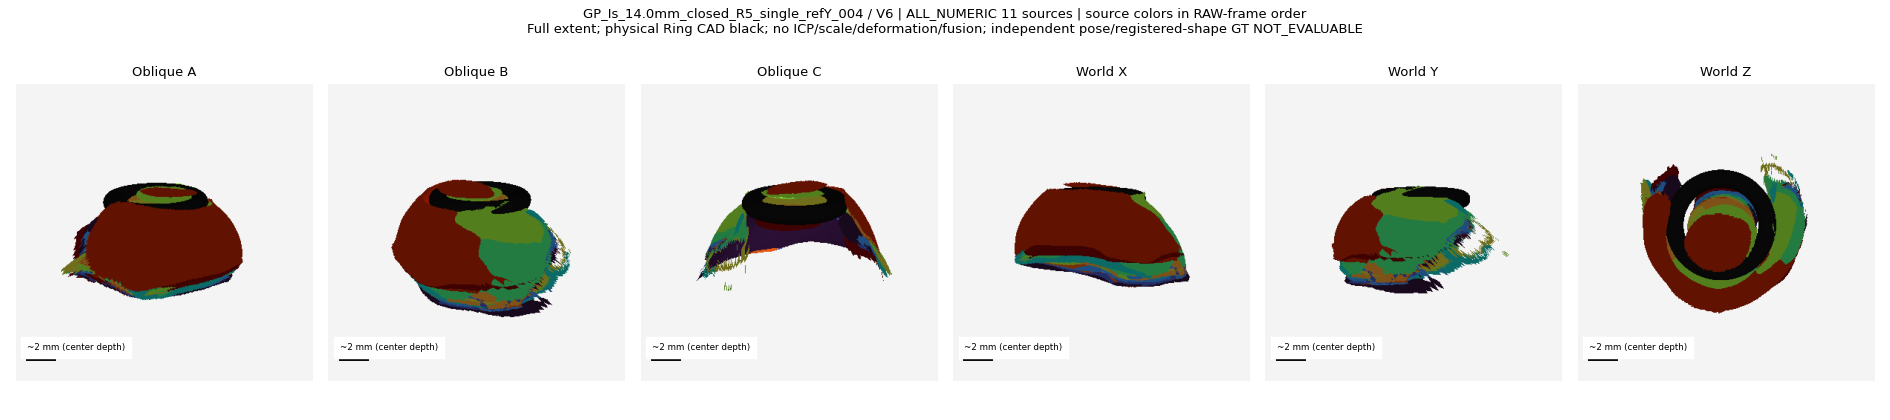 GP_Is_14.0mm_closed_R5_single_refY_004 / V6 | ALL_NUMERIC 11 sources | source colors in RAW-frame order
Full extent; physical Ring CAD black; no ICP/scale/deformation/fusion; independent pose/registered-shape GT NOT_EVALUABLE
Oblique A
Oblique B
Oblique C
World X
World Y
World Z
~2 mm (center depth)
~2 mm (center depth)
~2 mm (center depth)
~2 mm (center depth)
~2 mm (center depth)
~2 mm (center depth)